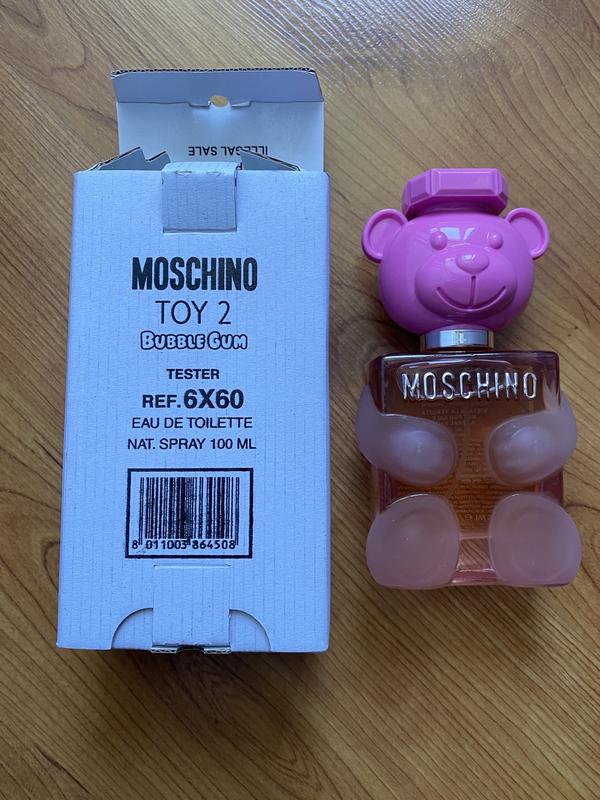 ILLEGAL SALE
MOSCHINO
TOY 2
BUBBLE GUM
TESTER
REF.6X60
EAU DE TOILETTE
NAT. SPRAY 100 ML
8 011003 864508
MOSCHINO